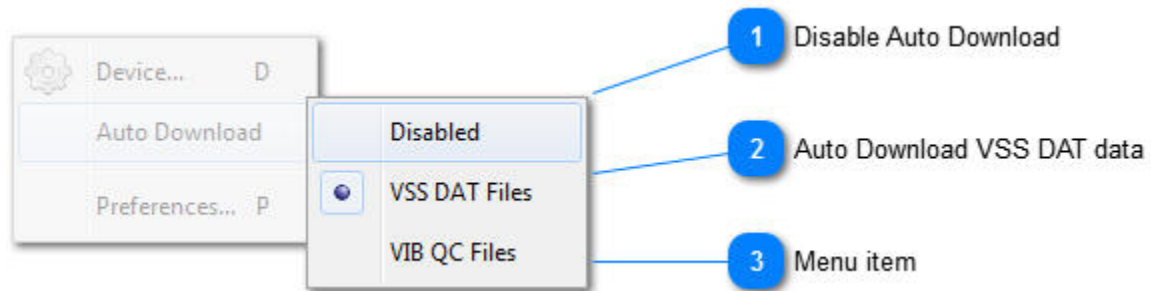 Device... D
Auto Download
Preferences... P
Disabled
VSS DAT Files
VIB QC Files
1 Disable Auto Download
2 Auto Download VSS DAT data
3 Menu item